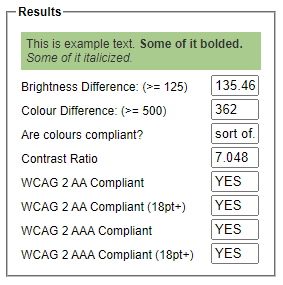 Results
This is example text. Some of it bolded.
Some of it italicized.
Brightness Difference: (>= 125) 135.46
Colour Difference: (>= 500) 362
Are colours compliant? sort of.
Contrast Ratio 7.048
WCAG 2 AA Compliant YES
WCAG 2 AA Compliant (18pt+) YES
WCAG 2 AAA Compliant YES
WCAG 2 AAA Compliant (18pt+) YES